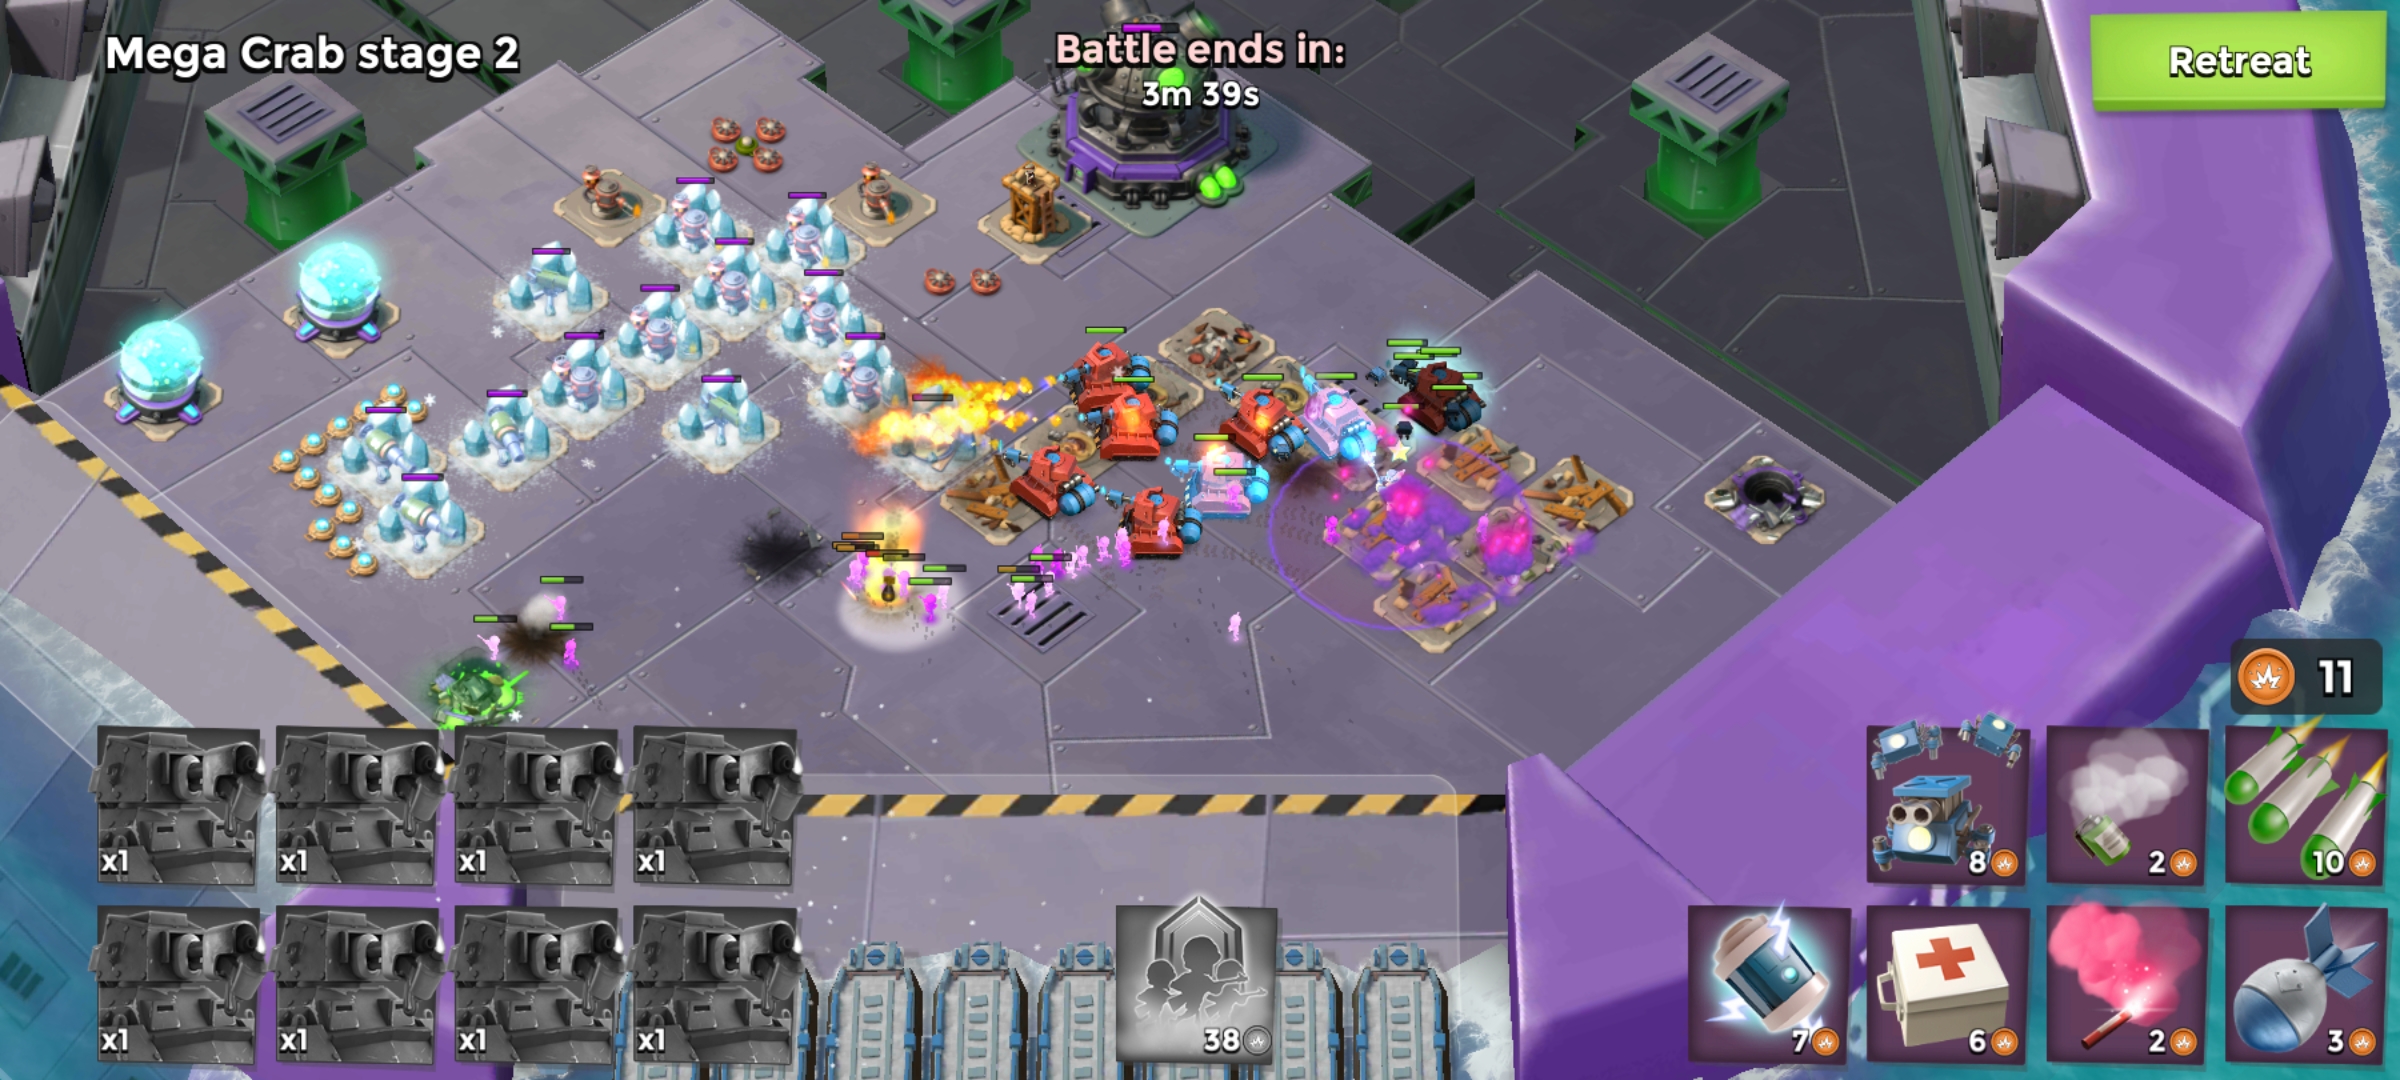 Mega Crab stage 2
Battle ends in:
3m 39s
Retreat
11
x1
x1
x1
x1
8
2
10
x1
x1
x1
x1
38
7
6
2
3